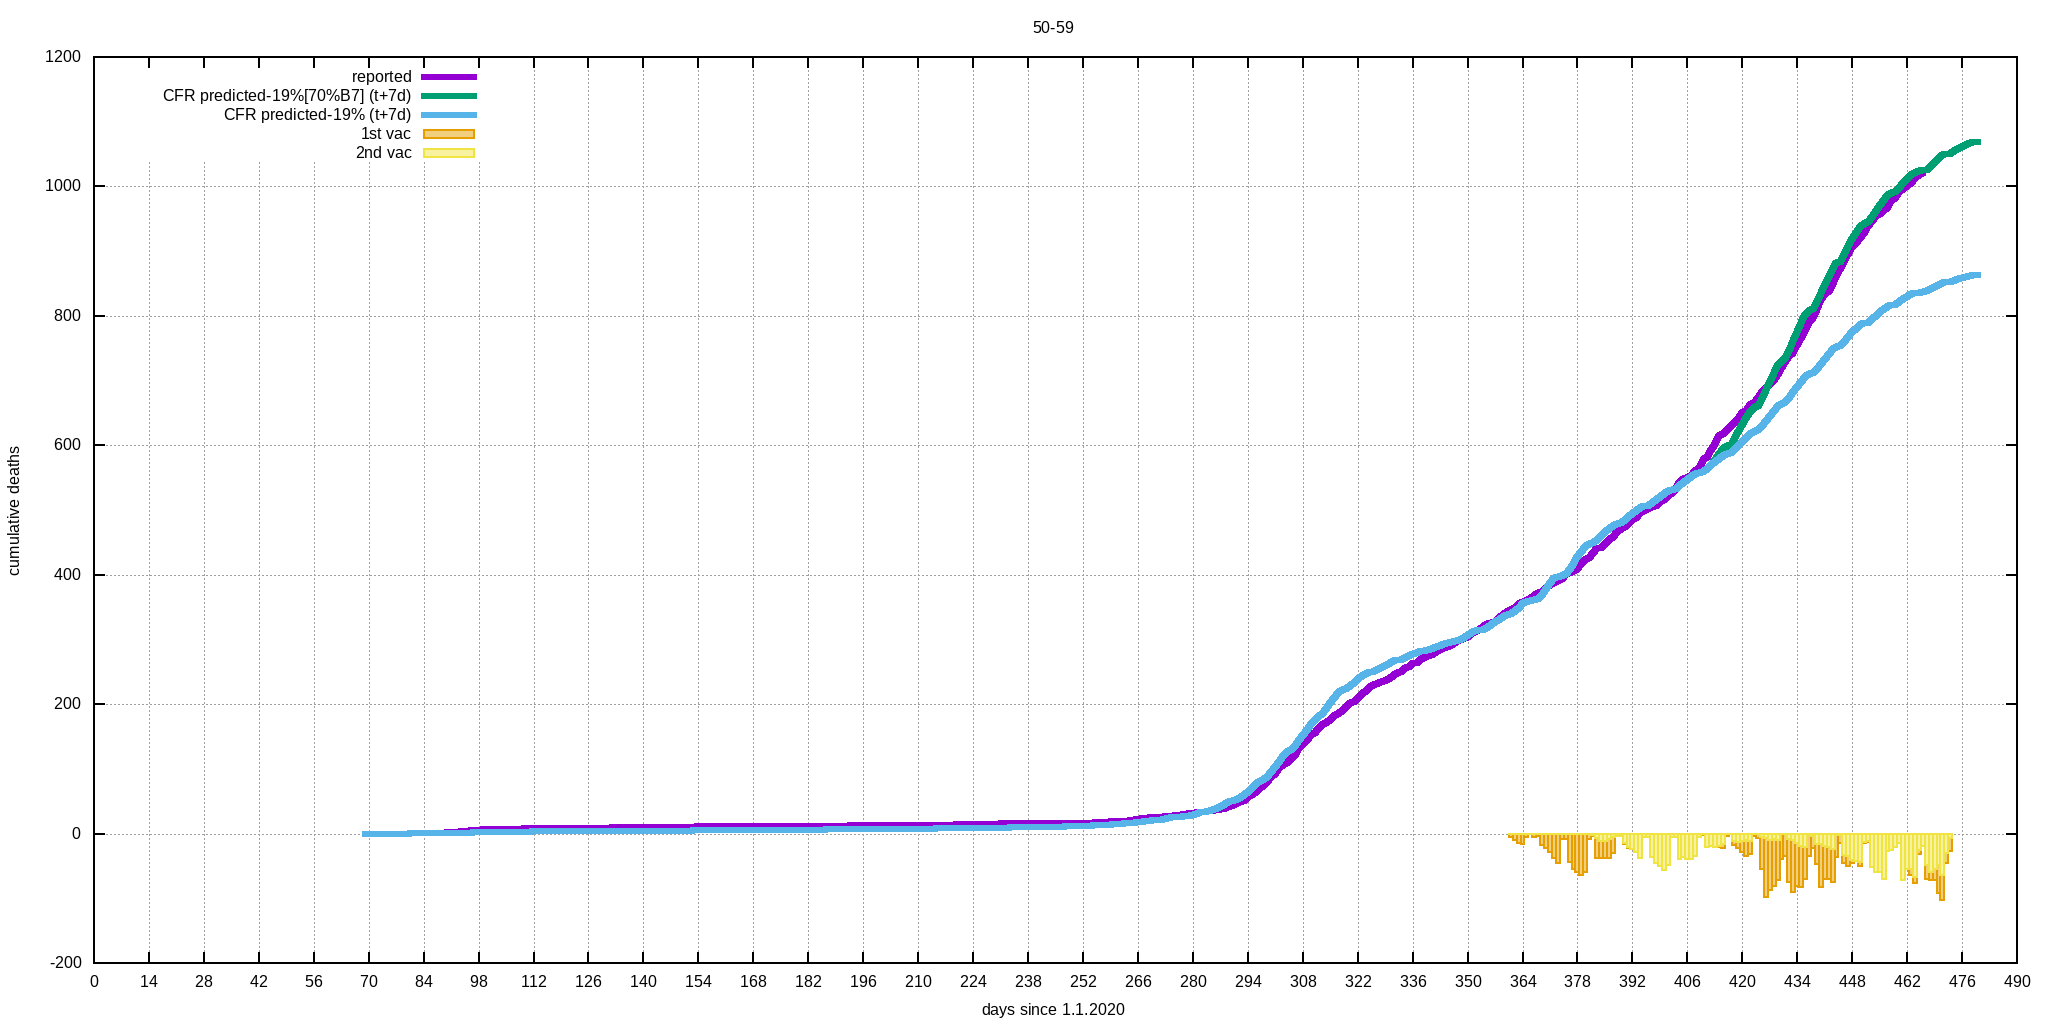 50-59
reported
CFR predicted-19%[70%B7] (t+7d)
CFR predicted-19% (t+7d)
1st vac
2nd vac
1200
1000
800
600
400
200
0
-200
cumulative deaths
0 14 28 42 56 70 84 98 112 126 140 154 168 182 196 210 224 238 252 266 280 294 308 322 336 350 364 378 392 406 420 434 448 462 476 490
days since 1.1.2020